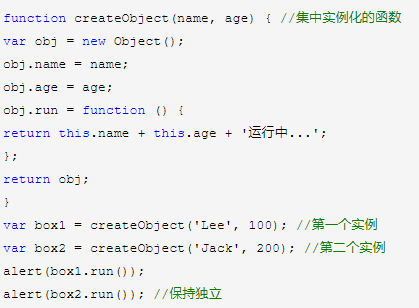 function createObject(name, age) { //集中实例化的函数
var obj = new Object();
obj.name = name;
obj.age = age;
obj.run = function () {
return this.name + this.age + '运行中...';
};
return obj;
}
var box1 = createObject('Lee', 100); //第一个实例
var box2 = createObject('Jack', 200); //第二个实例
alert(box1.run());
alert(box2.run()); //保持独立